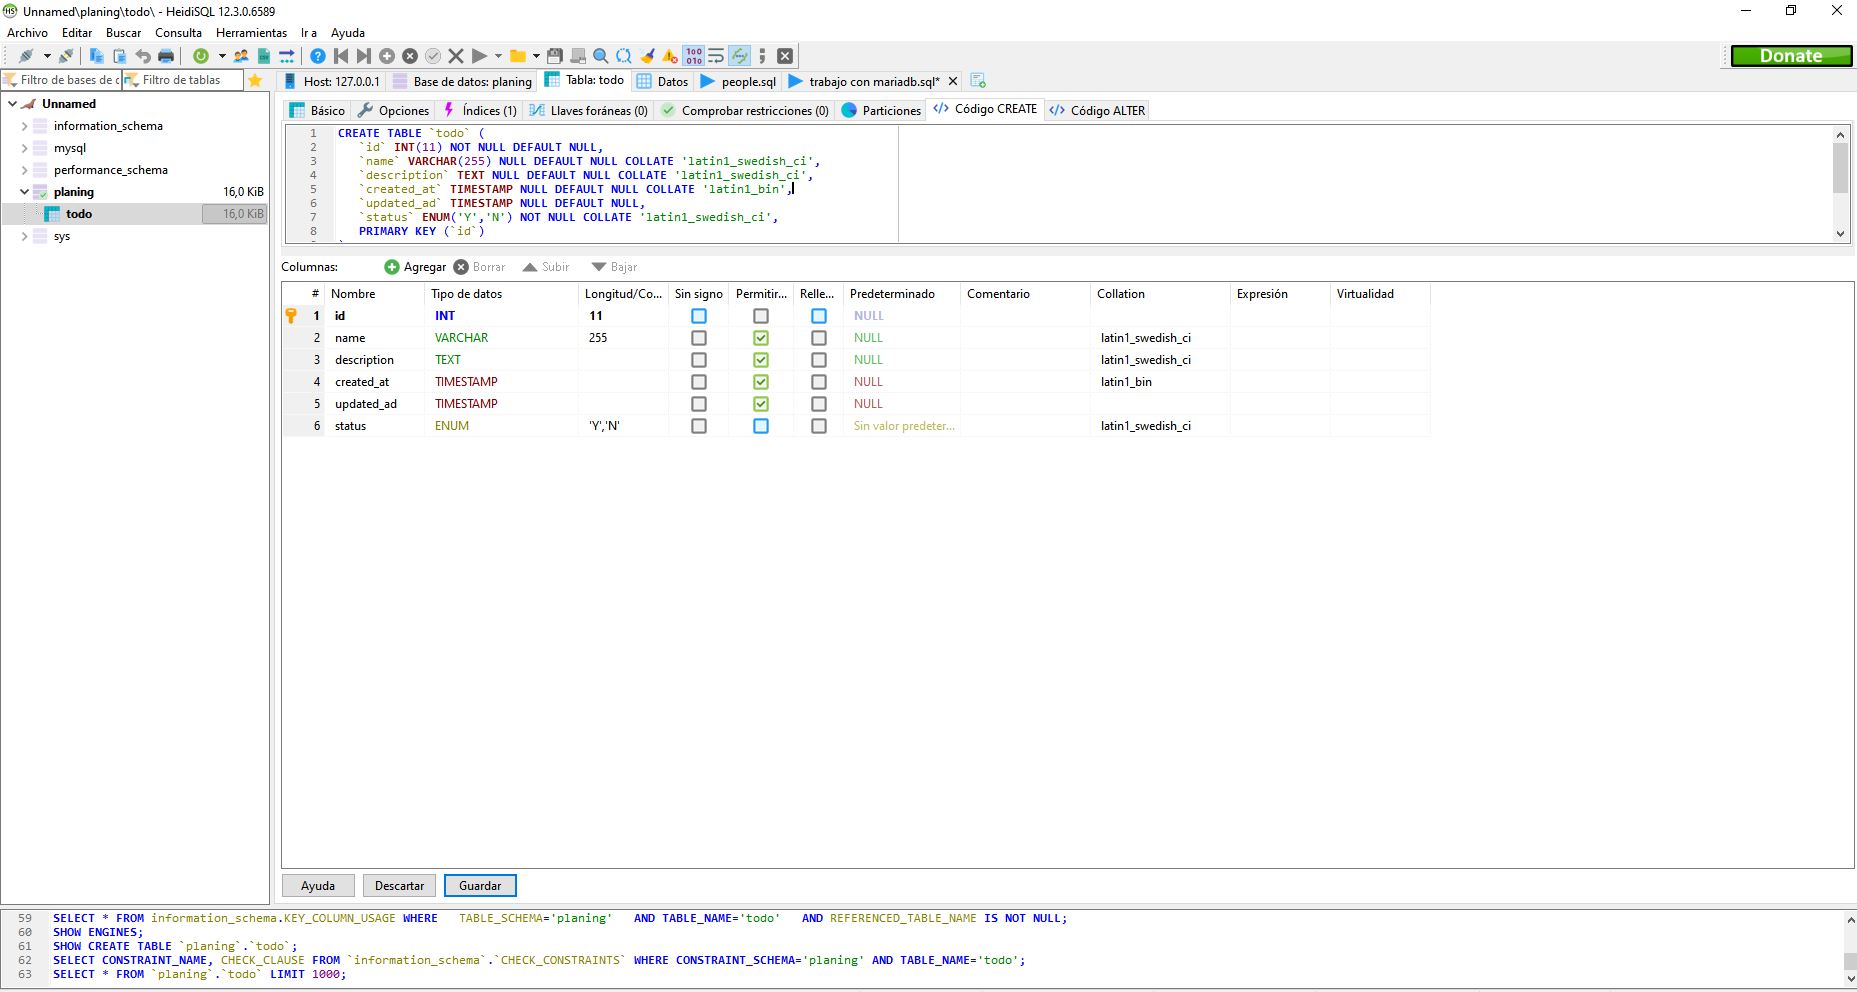 Unnamed\planing\todo\ - HeidiSQL 12.3.0.6589
Archivo Editar Buscar Consulta Herramientas Ir a Ayuda
Donate
Filtro de bases de d Filtro de tablas
Host: 127.0.0.1 Base de datos: planing Tabla: todo Datos people.sql trabajo con mariadb.sql*
Unnamed
information_schema
mysql
performance_schema
planing 16,0 KiB
todo 16,0 KiB
sys
Básico Opciones Índices (1) Llaves foráneas (0) Comprobar restricciones (0) Particiones Código CREATE Código ALTER
1 CREATE TABLE `todo` (
2 `id` INT(11) NOT NULL DEFAULT NULL,
3 `name` VARCHAR(255) NULL DEFAULT NULL COLLATE 'latin1_swedish_ci',
4 `description` TEXT NULL DEFAULT NULL COLLATE 'latin1_swedish_ci',
5 `created_at` TIMESTAMP NULL DEFAULT NULL COLLATE 'latin1_bin',
6 `updated_ad` TIMESTAMP NULL DEFAULT NULL,
7 `status` ENUM('Y','N') NOT NULL COLLATE 'latin1_swedish_ci',
8 PRIMARY KEY (`id`)
Columnas: Agregar Borrar Subir Bajar
# Nombre Tipo de datos Longitud/Co... Sin signo Permitir... Relle... Predeterminado Comentario Collation Expresión Virtualidad
1 id INT 11 NULL
2 name VARCHAR 255 NULL latin1_swedish_ci
3 description TEXT NULL latin1_swedish_ci
4 created_at TIMESTAMP NULL latin1_bin
5 updated_ad TIMESTAMP NULL
6 status ENUM 'Y','N' Sin valor predeter... latin1_swedish_ci
Ayuda Descartar Guardar
59 SELECT * FROM information_schema.KEY_COLUMN_USAGE WHERE TABLE_SCHEMA='planing' AND TABLE_NAME='todo' AND REFERENCED_TABLE_NAME IS NOT NULL;
60 SHOW ENGINES;
61 SHOW CREATE TABLE `planing`.`todo`;
62 SELECT CONSTRAINT_NAME, CHECK_CLAUSE FROM `information_schema`.`CHECK_CONSTRAINTS` WHERE CONSTRAINT_SCHEMA='planing' AND TABLE_NAME='todo';
63 SELECT * FROM `planing`.`todo` LIMIT 1000;